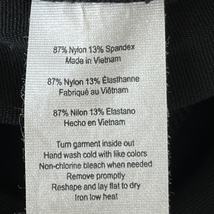 87% Nylon 13% Spandex
Made in Vietnam
87% Nylon 13% Élasthanne
Fabriqué au Viêtnam
87% Nilon 13% Elastano
Hecho en Vietnam
Turn garment inside out
Hand wash cold with like colors
Non-chlorine bleach when needed
Remove promptly
Reshape and lay flat to dry
Iron low heat